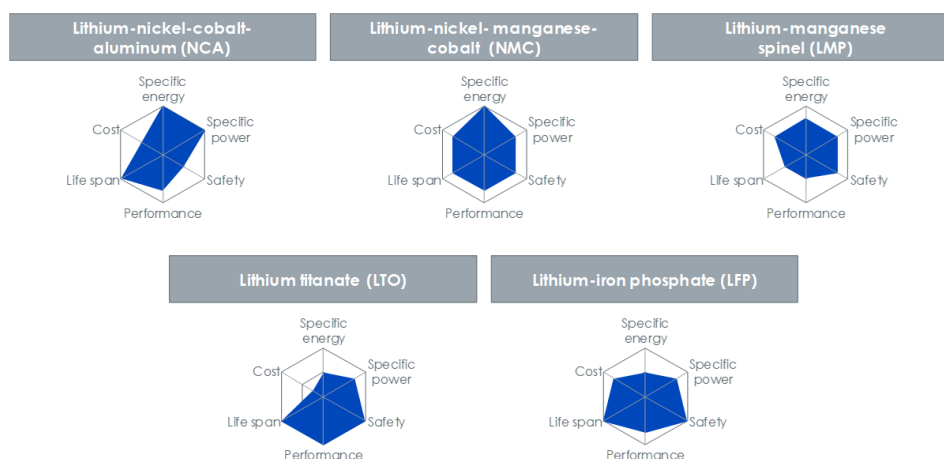 Lithium-nickel-cobalt-
aluminum (NCA)
Lithium-nickel- manganese-
cobalt (NMC)
Lithium-manganese
spinel (LMP)
Specific
energy
Cost
Specific
power
Life span
Safety
Performance
Specific
energy
Cost
Specific
power
Life span
Safety
Performance
Specific
energy
Cost
Specific
power
Life span
Safety
Performance
Lithium titanate (LTO)
Lithium-iron phosphate (LFP)
Specific
energy
Cost
Specific
power
Life span
Safety
Performance
Specific
energy
Cost
Specific
power
Life span
Safety
Performance